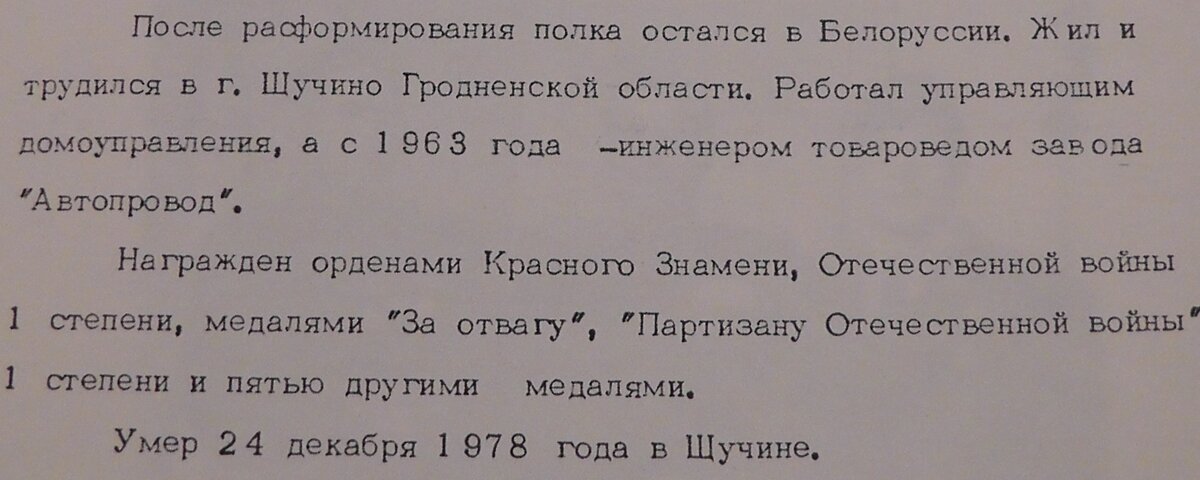 После расформирования полка остался в Белоруссии. Жил и
трудился в г. Щучино Гродненской области. Работал управляющим
домоуправления, а с 1963 года -инженером товароведом завода
"Автопровод".
Награжден орденами Красного Знамени, Отечественной войны
1 степени, медалями "За отвагу", "Партизану Отечественной войны"
1 степени и пятью другими медалями.
Умер 24 декабря 1978 года в Щучине.